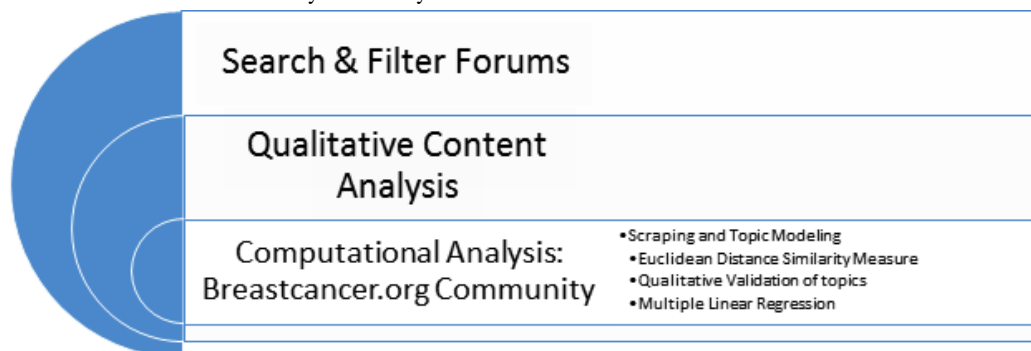 Search & Filter Forums
Qualitative Content
Analysis
Computational Analysis:
Breastcancer.org Community
•Scraping and Topic Modeling
•Euclidean Distance Similarity Measure
•Qualitative Validation of topics
•Multiple Linear Regression